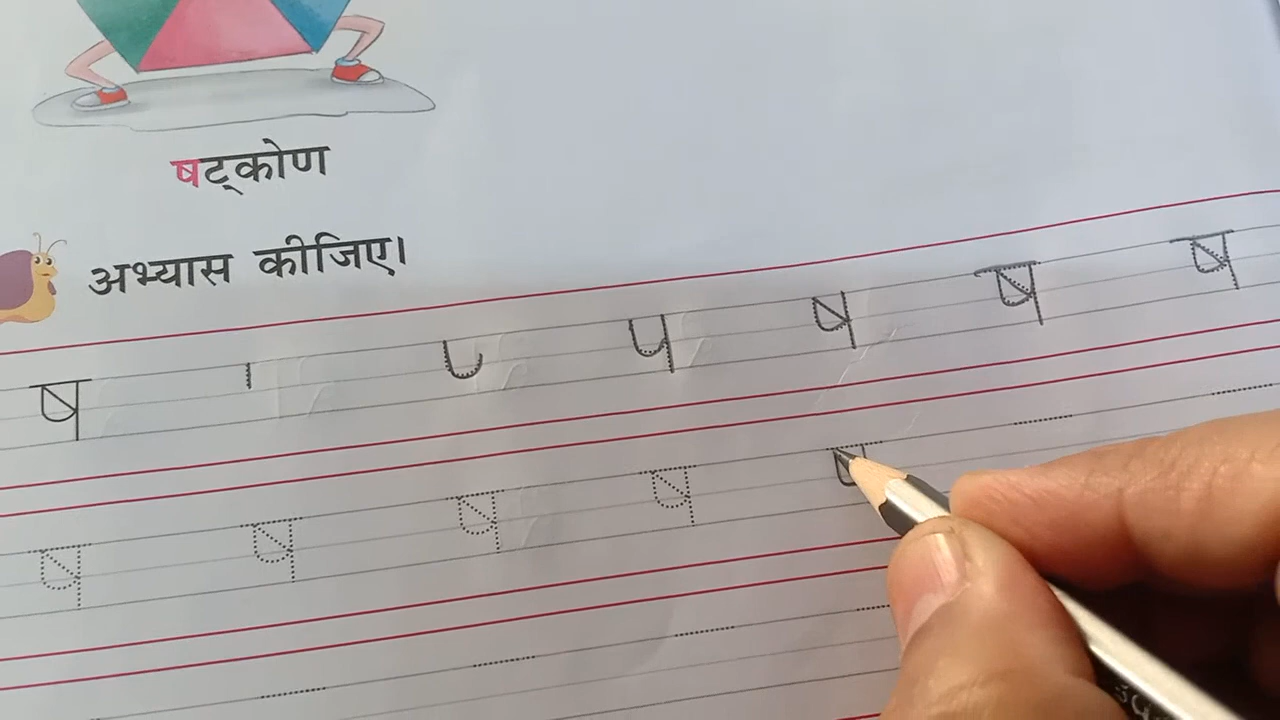 षट्कोण
अभ्यास कीजिए।
ष ा ष ष ष
ष ष ष ष